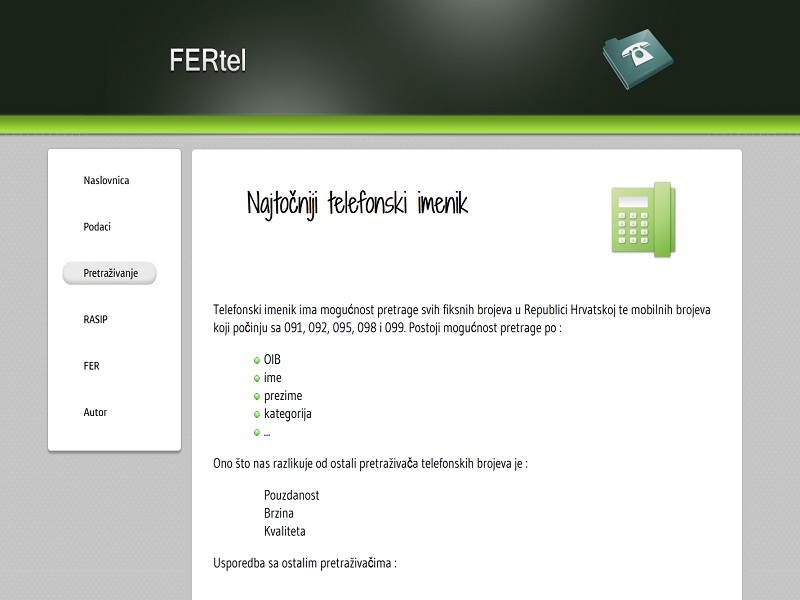 FERtel
Naslovnica
Podaci
Pretraživanje
RASIP
FER
Autor
Najtočniji telefonski imenik
Telefonski imenik ima mogućnost pretrage svih fiksnih brojeva u Republici Hrvatskoj te mobilnih brojeva
koji počinju sa 091, 092, 095, 098 i 099. Postoji mogućnost pretrage po :
OIB
ime
prezime
kategorija
...
Ono što nas razlikuje od ostali pretraživača telefonskih brojeva je :
Pouzdanost
Brzina
Kvaliteta
Usporedba sa ostalim pretraživačima :